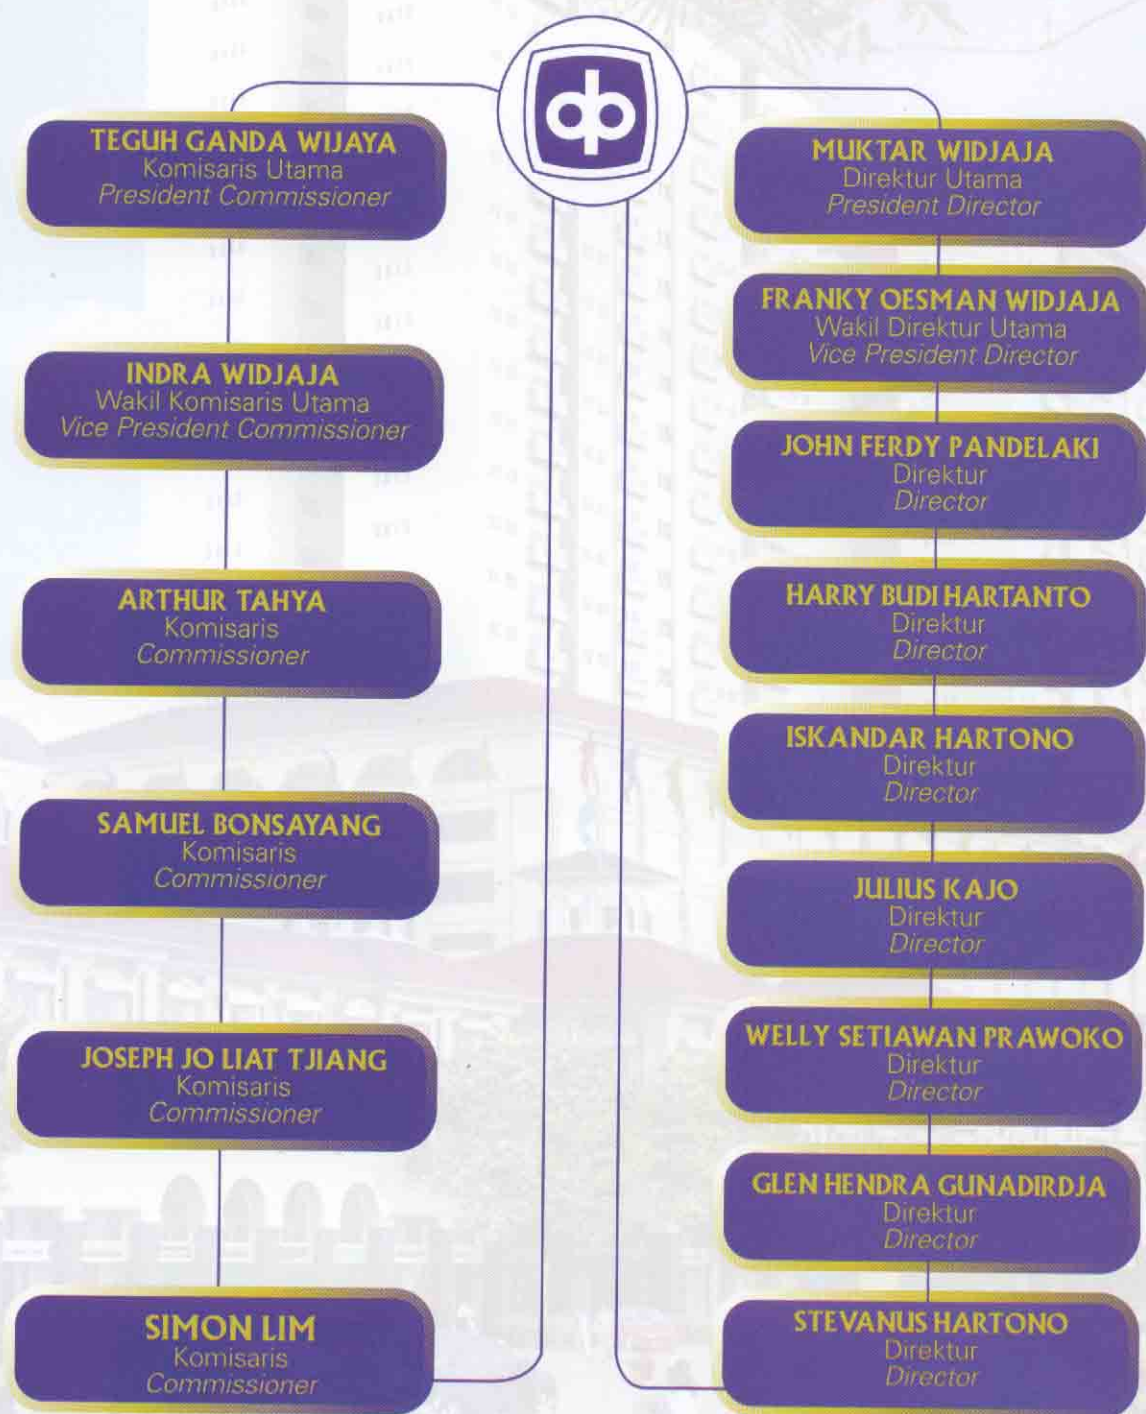 TEGUH GANDA WIJAYA
Komisaris Utama
President Commissioner
INDRA WIDJAJA
Wakil Komisaris Utama
Vice President Commissioner
ARTHUR TAHYA
Komisaris
Commissioner
SAMUEL BONSAYANG
Komisaris
Commissioner
JOSEPH JO LIAT TJIANG
Komisaris
Commissioner
SIMON LIM
Komisaris
Commissioner
MUKTAR WIDJAJA
Direktur Utama
President Director
FRANKY OESMAN WIDJAJA
Wakil Direktur Utama
Vice President Director
JOHN FERDY PANDELAKI
Direktur
Director
HARRY BUDI HARTANTO
Direktur
Director
ISKANDAR HARTONO
Direktur
Director
JULIUS KAJO
Direktur
Director
WELLY SETIAWAN PRAWOKO
Direktur
Director
GLEN HENDRA GUNADIRDJA
Direktur
Director
STEVANUS HARTONO
Direktur
Director